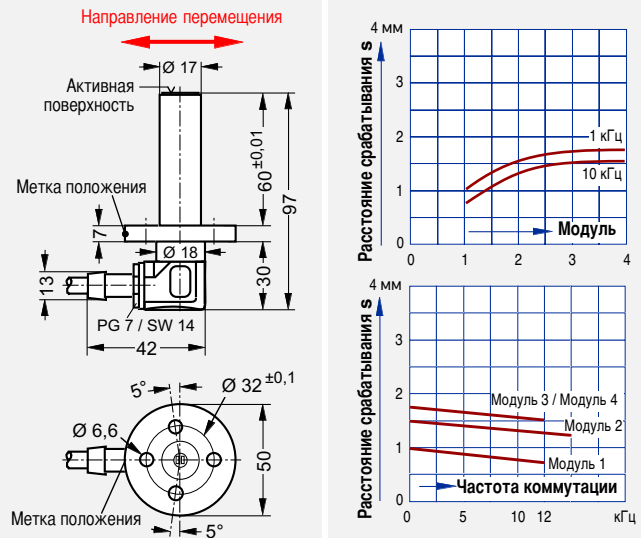 Направление перемещения
Ø 17
Активная
поверхность
60±0,01
97
Метка положения
7
Ø 18
30
13
PG 7 / SW 14
42
5°
Ø 32 ±0,1
Ø 6,6
50
Метка положения
5°
Расстояние срабатывания s
4 мм
3
2
1
0
1 кГц
10 кГц
Модуль
0 1 2 3 4
Расстояние срабатывания s
4 мм
3
2
1
0
Модуль 3 / Модуль 4
Модуль 2
Модуль 1
Частота коммутации
0 5 10 12 кГц